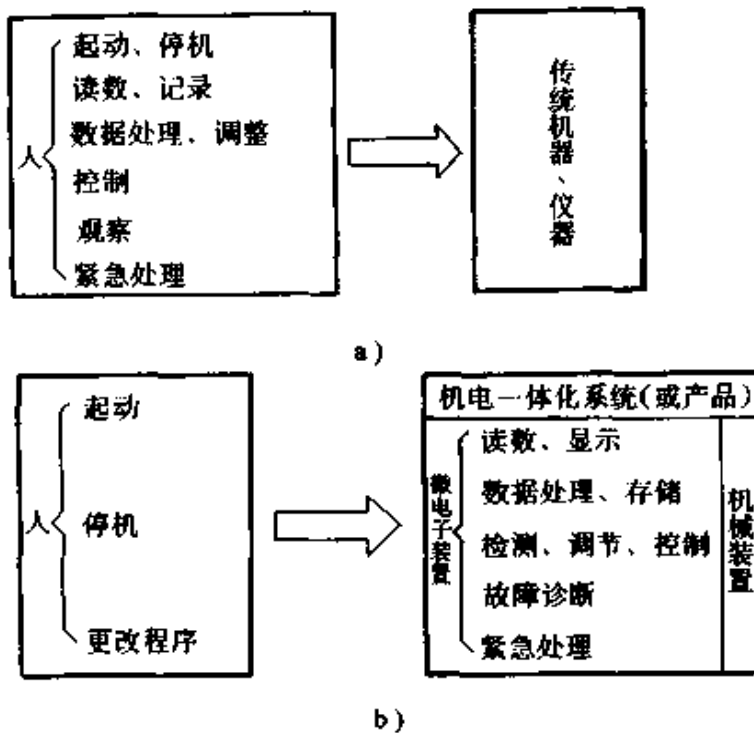 起动、停机
读数、记录
数据处理、调整
人
控制
观察
紧急处理
传统机器、仪器
a)
起动
人
停机
更改程序
机电一体化系统(或产品)
微电子装置
读数、显示
数据处理、存储
检测、调节、控制
故障诊断
紧急处理
机械装置
b)